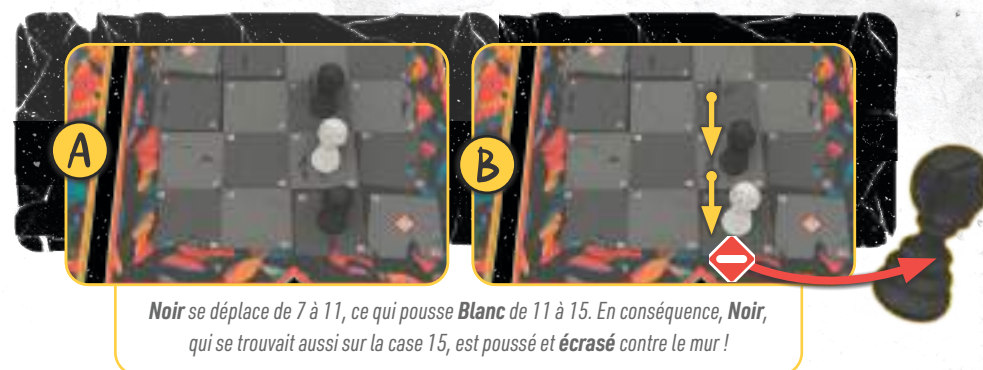 A
B
Noir se déplace de 7 à 11, ce qui pousse Blanc de 11 à 15. En conséquence, Noir,
qui se trouvait aussi sur la case 15, est poussé et écrasé contre le mur !